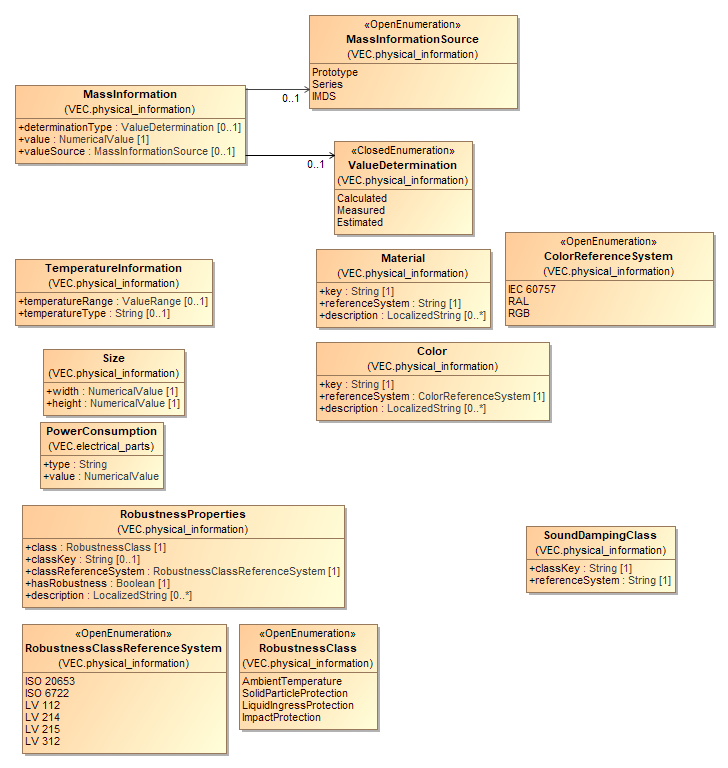 «OpenEnumeration»
MassInformationSource
(VEC.physical_information)
Prototype
Series
IMDS
MassInformation
(VEC.physical_information)
+determinationType : ValueDetermination [0..1]
+value : NumericalValue [1]
+valueSource : MassInformationSource [0..1]
0..1
0..1
«ClosedEnumeration»
ValueDetermination
(VEC.physical_information)
Calculated
Measured
Estimated
TemperatureInformation
(VEC.physical_information)
+temperatureRange : ValueRange [0..1]
+temperatureType : String [0..1]
Material
(VEC.physical_information)
+key : String [1]
+referenceSystem : String [1]
+description : LocalizedString [0..*]
«OpenEnumeration»
ColorReferenceSystem
(VEC.physical_information)
IEC 60757
RAL
RGB
Size
(VEC.physical_information)
+width : NumericalValue [1]
+height : NumericalValue [1]
Color
(VEC.physical_information)
+key : String [1]
+referenceSystem : ColorReferenceSystem [1]
+description : LocalizedString [0..*]
PowerConsumption
(VEC.electrical_parts)
+type : String
+value : NumericalValue
RobustnessProperties
(VEC.physical_information)
+class : RobustnessClass [1]
+classKey : String [0..1]
+classReferenceSystem : RobustnessClassReferenceSystem [1]
+hasRobustness : Boolean [1]
+description : LocalizedString [0..*]
SoundDampingClass
(VEC.physical_information)
+classKey : String [1]
+referenceSystem : String [1]
«OpenEnumeration»
RobustnessClassReferenceSystem
(VEC.physical_information)
ISO 20653
ISO 6722
LV 112
LV 214
LV 215
LV 312
«OpenEnumeration»
RobustnessClass
(VEC.physical_information)
AmbientTemperature
SolidParticleProtection
LiquidIngressProtection
ImpactProtection